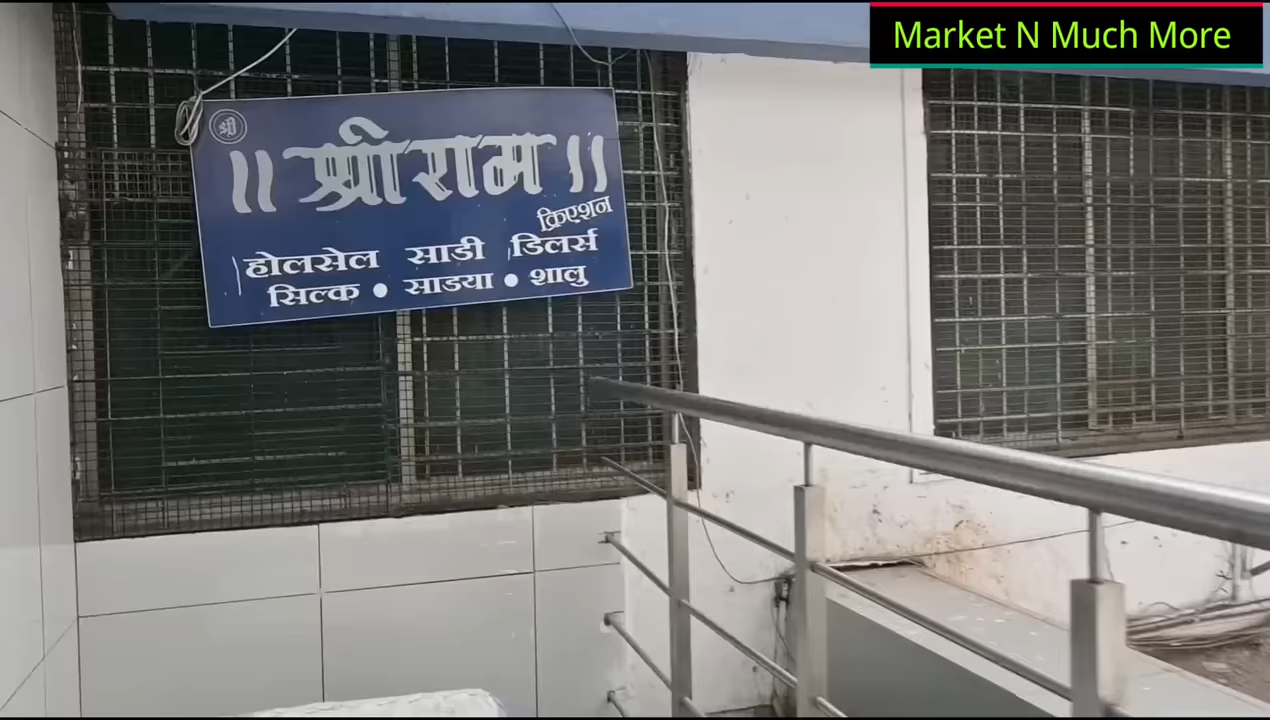 Market N Much More
श्री
॥ श्रीराम ॥
क्रिएशन
होलसेल साडी डिलर्स
सिल्क • साडया • शालु